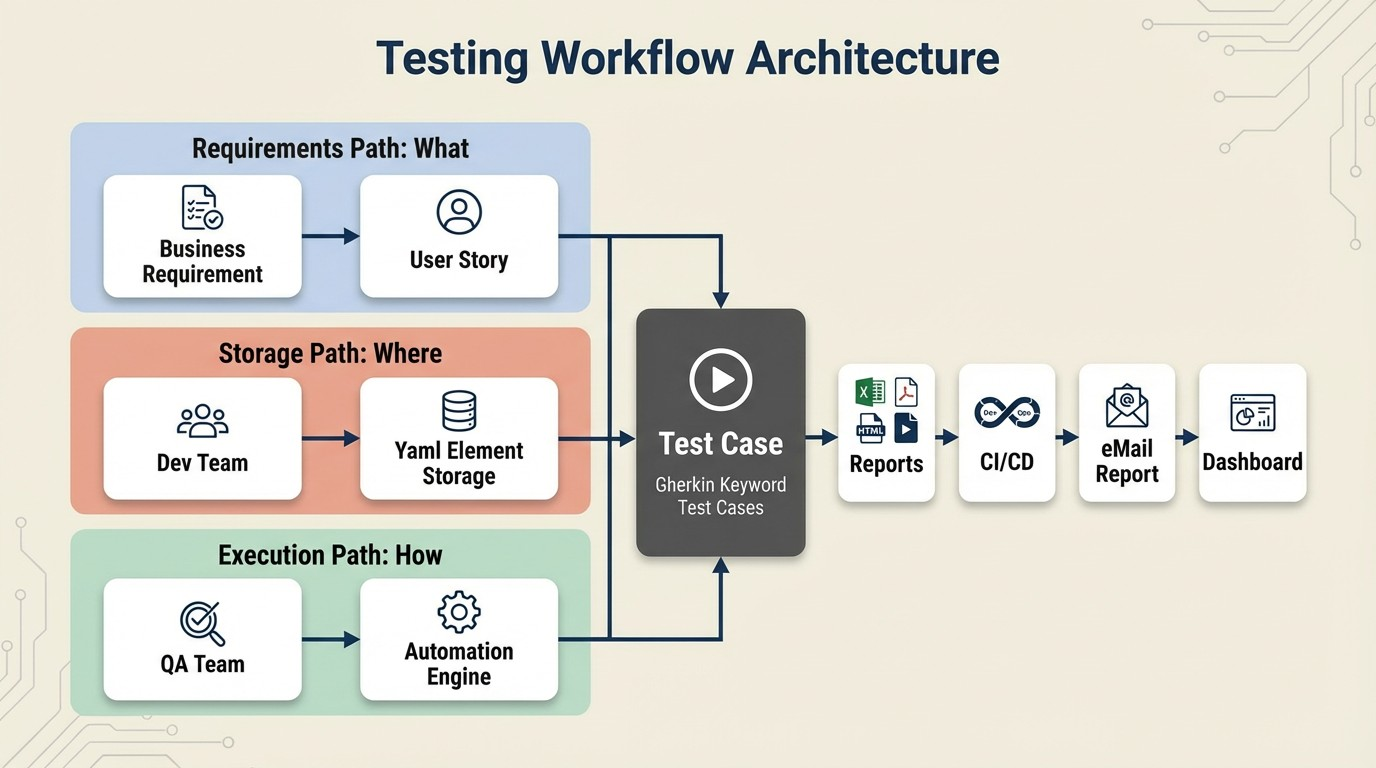 Testing Workflow Architecture
Requirements Path: What
Business
Requirement
User Story
Storage Path: Where
Dev Team
Yaml Element
Storage
Execution Path: How
QA Team
Automation
Engine
Test Case
Gherkin Keyword
Test Cases
X
HTML
Reports
Dev
Ops
CI/CD
@
eMail
Report
Dashboard